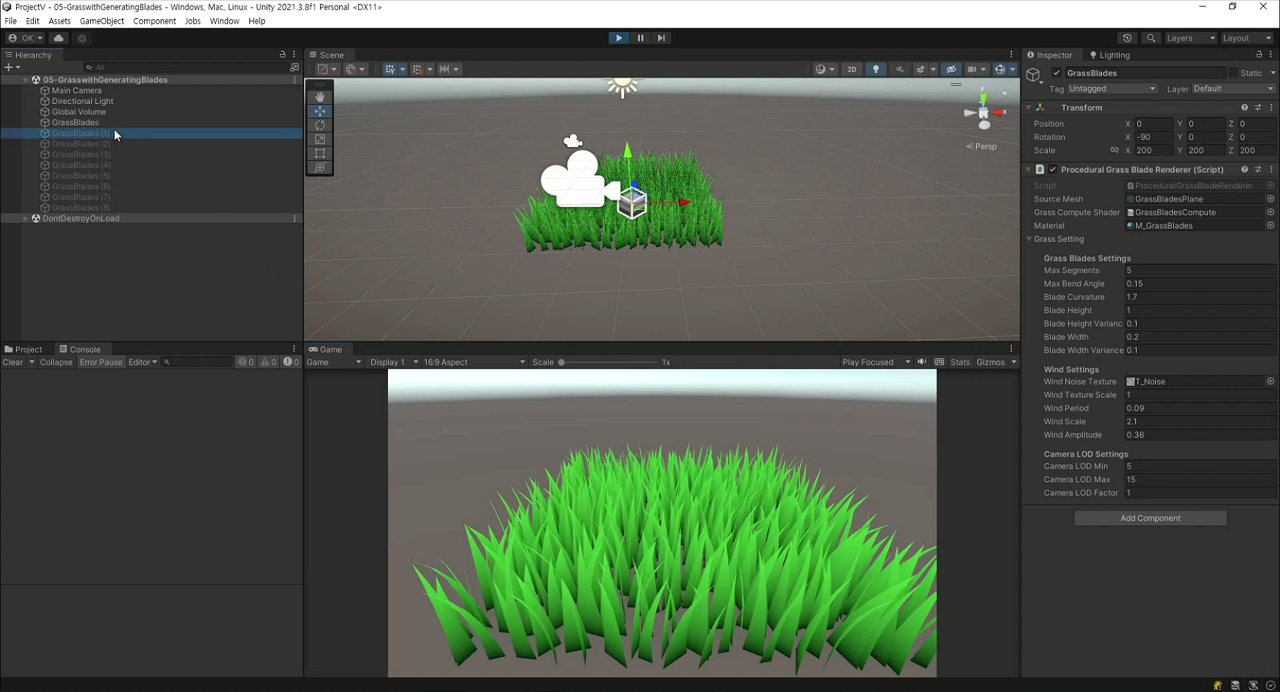 ProjectV - 05-GrasswithGeneratingBlades - Windows, Mac, Linux - Unity 2021.3.8f1 Personal <DX11>
File Edit Assets GameObject Component Jobs Window Help
OK Layers Layout
Hierarchy
All
05-GrasswithGeneratingBlades
Main Camera
Directional Light
Global Volume
GrassBlades
GrassBlades (1)
GrassBlades (2)
GrassBlades (3)
GrassBlades (4)
GrassBlades (5)
GrassBlades (6)
GrassBlades (7)
GrassBlades (8)
DontDestroyOnLoad
Scene
2D
y
x
Persp
Project Console
Clear Collapse Error Pause Editor 0 0 0
Game
Game Display 1 16:9 Aspect Scale 1x Play Focused Stats Gizmos
Inspector Lighting
GrassBlades Static
Tag Untagged Layer Default
Transform
Position X 0 Y 0 Z 0
Rotation X -90 Y 0 Z 0
Scale X 200 Y 200 Z 200
Procedural Grass Blade Renderer (Script)
Script ProceduralGrassBladeRenderer
Source Mesh GrassBladesPlane
Grass Compute Shader GrassBladesCompute
Material M_GrassBlades
Grass Setting
Grass Blades Settings
Max Segments 5
Max Bend Angle 0.15
Blade Curvature 1.7
Blade Height 1
Blade Height Varianc 0.1
Blade Width 0.2
Blade Width Variance 0.1
Wind Settings
Wind Noise Texture T_Noise
Wind Texture Scale 1
Wind Period 0.09
Wind Scale 2.1
Wind Amplitude 0.36
Camera LOD Settings
Camera LOD Min 5
Camera LOD Max 15
Camera LOD Factor 1
Add Component